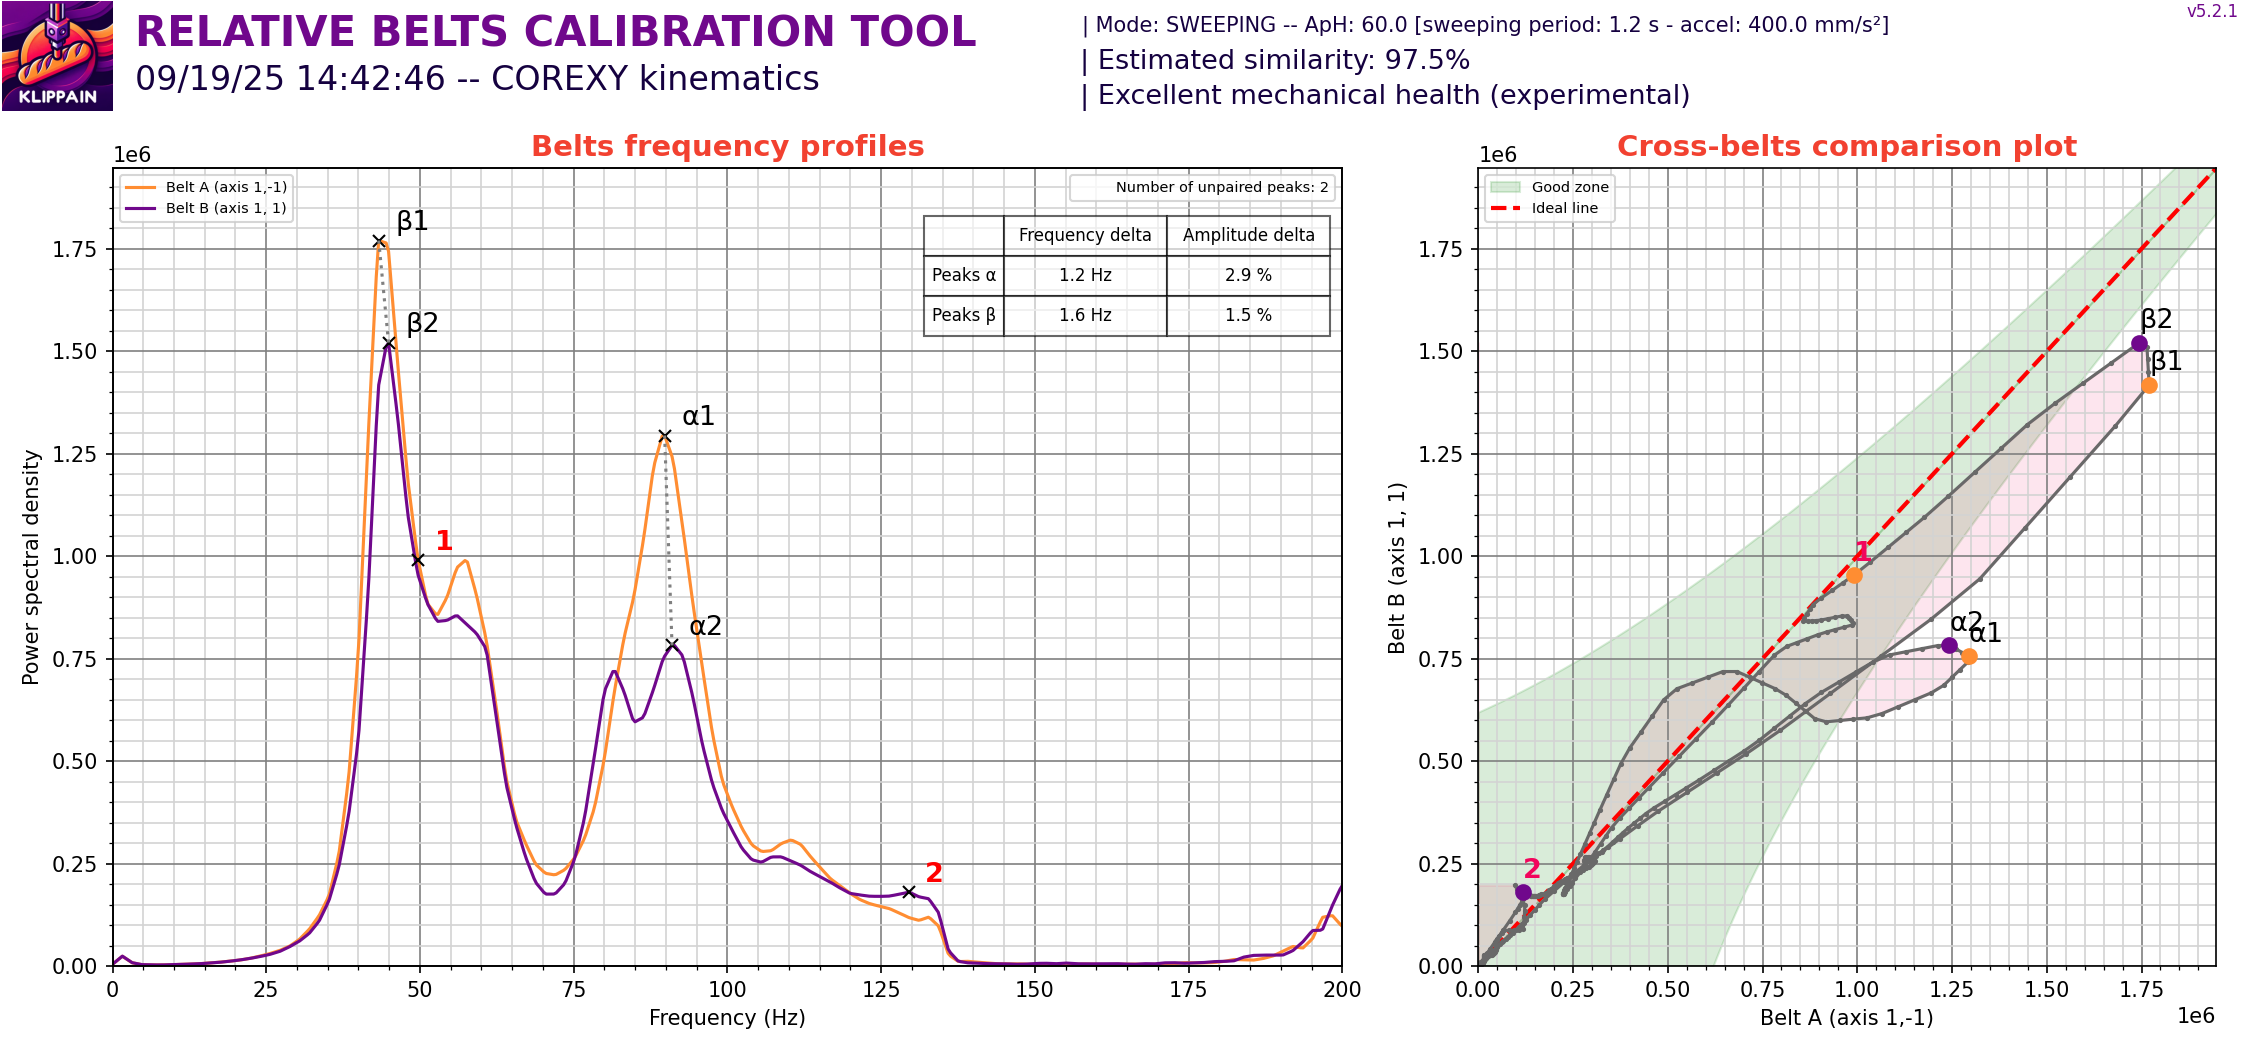 KLIPPAIN
RELATIVE BELTS CALIBRATION TOOL
09/19/25 14:42:46 -- COREXY kinematics
| Mode: SWEEPING -- ApH: 60.0 [sweeping period: 1.2 s - accel: 400.0 mm/s²]
| Estimated similarity: 97.5%
| Excellent mechanical health (experimental)
v5.2.1
Belts frequency profiles
1e6
Belt A (axis 1,-1)
Belt B (axis 1, 1)
Number of unpaired peaks: 2
Frequency delta Amplitude delta
Peaks α 1.2 Hz 2.9 %
Peaks β 1.6 Hz 1.5 %
β1
β2
α1
α2
1
2
1.75
1.50
1.25
1.00
0.75
0.50
0.25
0.00
Power spectral density
0 25 50 75 100 125 150 175 200
Frequency (Hz)
Cross-belts comparison plot
1e6
Good zone
Ideal line
β2
β1
1
α2
α1
2
1.75
1.50
1.25
1.00
0.75
0.50
0.25
0.00
Belt B (axis 1, 1)
0.00 0.25 0.50 0.75 1.00 1.25 1.50 1.75
Belt A (axis 1,-1)
1e6